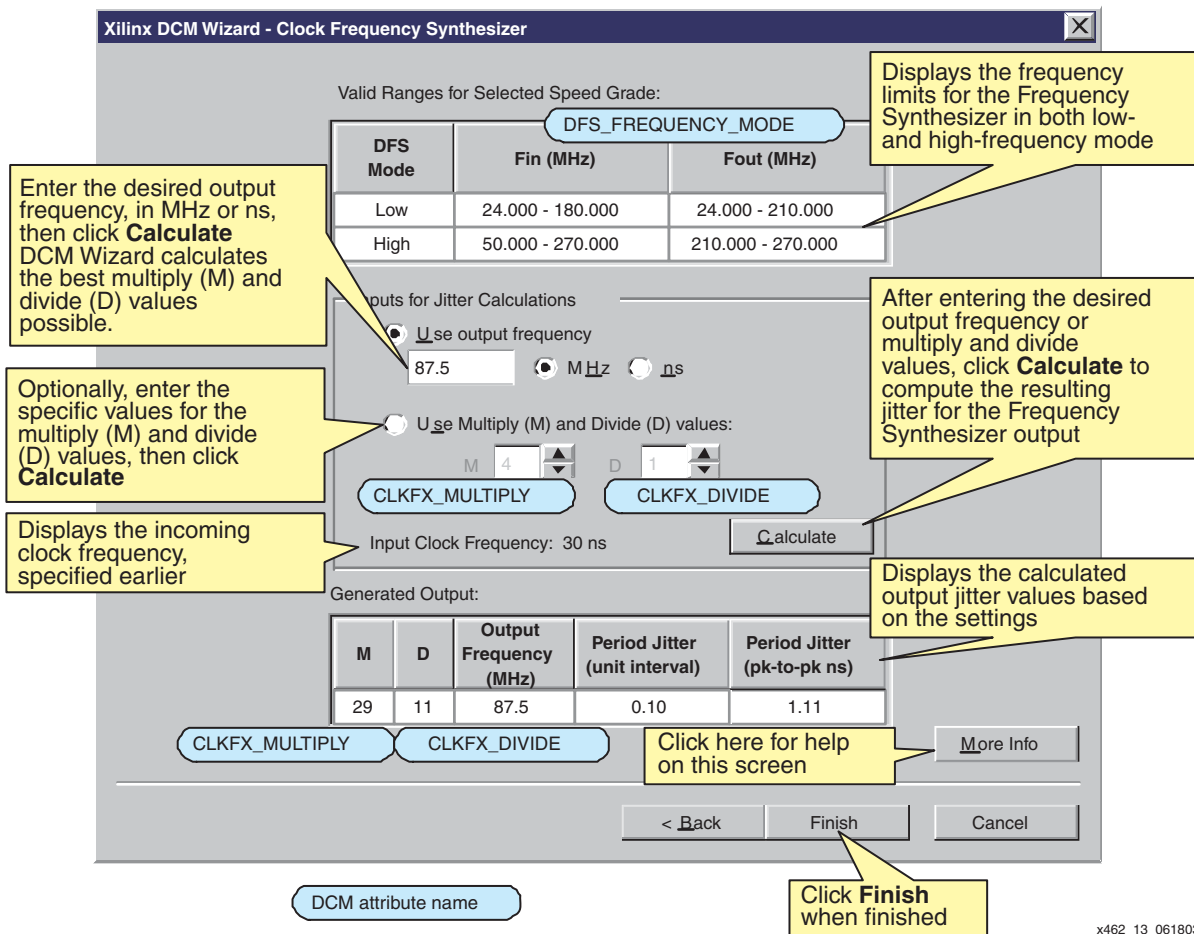 Xilinx DCM Wizard - Clock Frequency Synthesizer
X
Valid Ranges for Selected Speed Grade:
DFS_FREQUENCY_MODE
DFS
Mode
Fin (MHz)
Fout (MHz)
Low
24.000 - 180.000
24.000 - 210.000
High
50.000 - 270.000
210.000 - 270.000
Displays the frequency
limits for the Frequency
Synthesizer in both low-
and high-frequency mode
Enter the desired output
frequency, in MHz or ns,
then click Calculate
DCM Wizard calculates
the best multiply (M) and
divide (D) values
possible.
puts for Jitter Calculations
Use output frequency
87.5
MHz
ns
Optionally, enter the
specific values for the
multiply (M) and divide
(D) values, then click
Calculate
Use Multiply (M) and Divide (D) values:
M
4
D
1
CLKFX_MULTIPLY
CLKFX_DIVIDE
After entering the desired
output frequency or
multiply and divide
values, click Calculate to
compute the resulting
jitter for the Frequency
Synthesizer output
Displays the incoming
clock frequency,
specified earlier
Input Clock Frequency: 30 ns
Calculate
Generated Output:
Displays the calculated
output jitter values based
on the settings
M
D
Output
Frequency
(MHz)
Period Jitter
(unit interval)
Period Jitter
(pk-to-pk ns)
29
11
87.5
0.10
1.11
CLKFX_MULTIPLY
CLKFX_DIVIDE
Click here for help
on this screen
More Info
< Back
Finish
Cancel
DCM attribute name
Click Finish
when finished
x462_13_061803